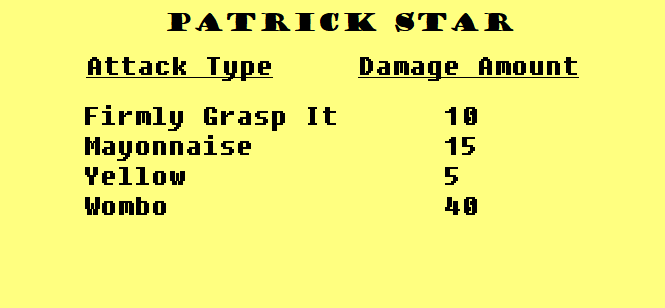 PATRICK STAR
Attack Type Damage Amount
Firmly Grasp It 10
Mayonnaise 15
Yellow 5
Wombo 40